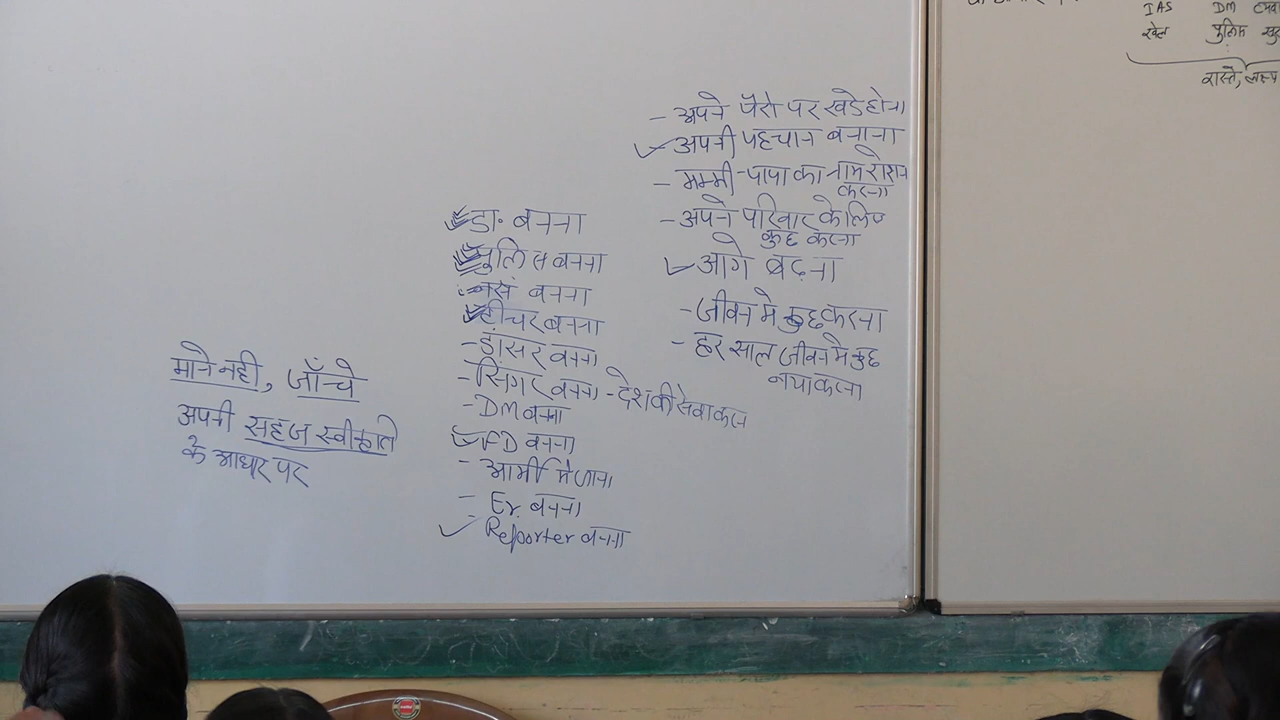 माने नहीं, जाँचे
अपनी सहज स्वीकृति
के आधार पर
डा. बनना
पुलिस बनना
नर्स बनना
टीचर बनना
- डांसर बनना
- सिंगर बनना - देश की सेवा करना
- DM बनना
FD बनना
- आर्मी मे जाना
- Er. बनना
Reporter बनना
- अपने पैरो पर खडे होना
अपनी पहचान बनाना
- मम्मी-पापा का नाम रोशन
करना
- अपने परिवार के लिए
कुछ करना
आगे बढ़ना
- जीवन मे कुछ करना
- हर साल जीवन मे कुछ
नया करना
IAS DM
खेल पुलिस
रास्ते, लक्ष्य